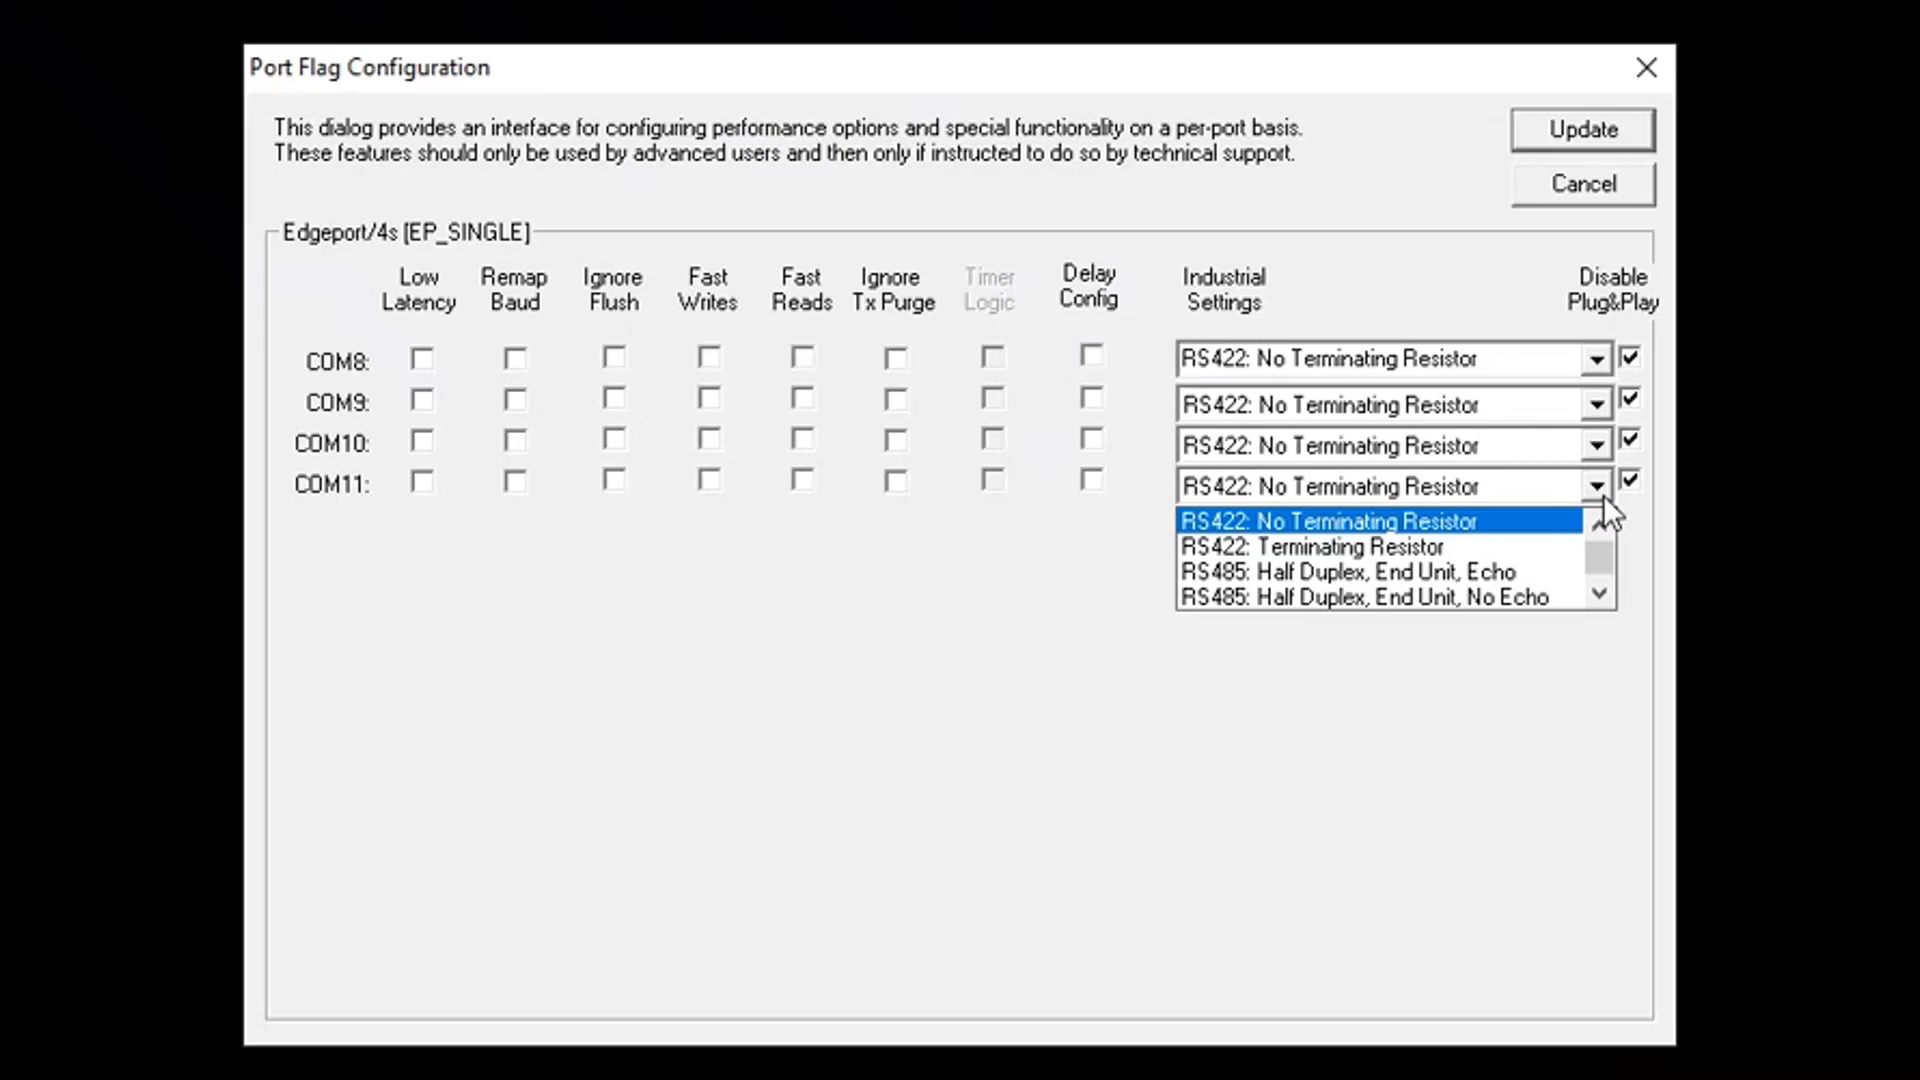 Port Flag Configuration
This dialog provides an interface for configuring performance options and special functionality on a per-port basis.
These features should only be used by advanced users and then only if instructed to do so by technical support.
Update
Cancel
Edgeport/4s [EP_SINGLE]
Low Latency
Remap Baud
Ignore Flush
Fast Writes
Fast Reads
Ignore Tx Purge
Timer Logic
Delay Config
Industrial Settings
Disable Plug&Play
COM8: RS422: No Terminating Resistor
COM9: RS422: No Terminating Resistor
COM10: RS422: No Terminating Resistor
COM11: RS422: No Terminating Resistor
RS422: No Terminating Resistor
RS422: Terminating Resistor
RS485: Half Duplex, End Unit, Echo
RS485: Half Duplex, End Unit, No Echo